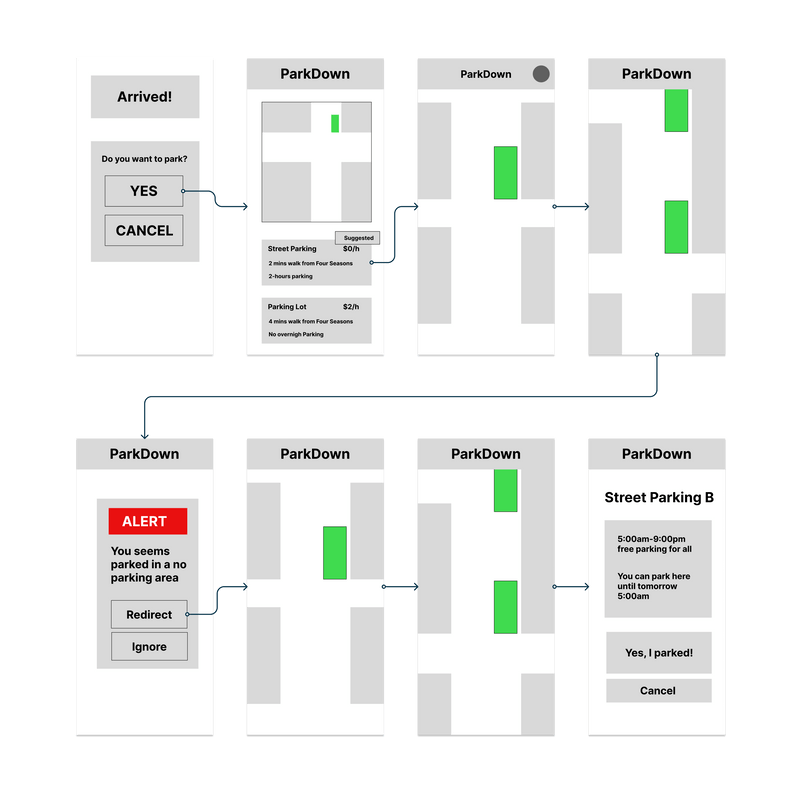 Arrived!
Do you want to park?
YES
CANCEL
ParkDown
Suggested
Street Parking $0/h
2 mins walk from Four Seasons
2-hours parking
Parking Lot $2/h
4 mins walk from Four Seasons
No overnigh Parking
ParkDown
ParkDown
ParkDown
ALERT
You seems
parked in a no
parking area
Redirect
Ignore
ParkDown
ParkDown
ParkDown
Street Parking B
5:00am-9:00pm
free parking for all
You can park here
until tomorrow
5:00am
Yes, I parked!
Cancel